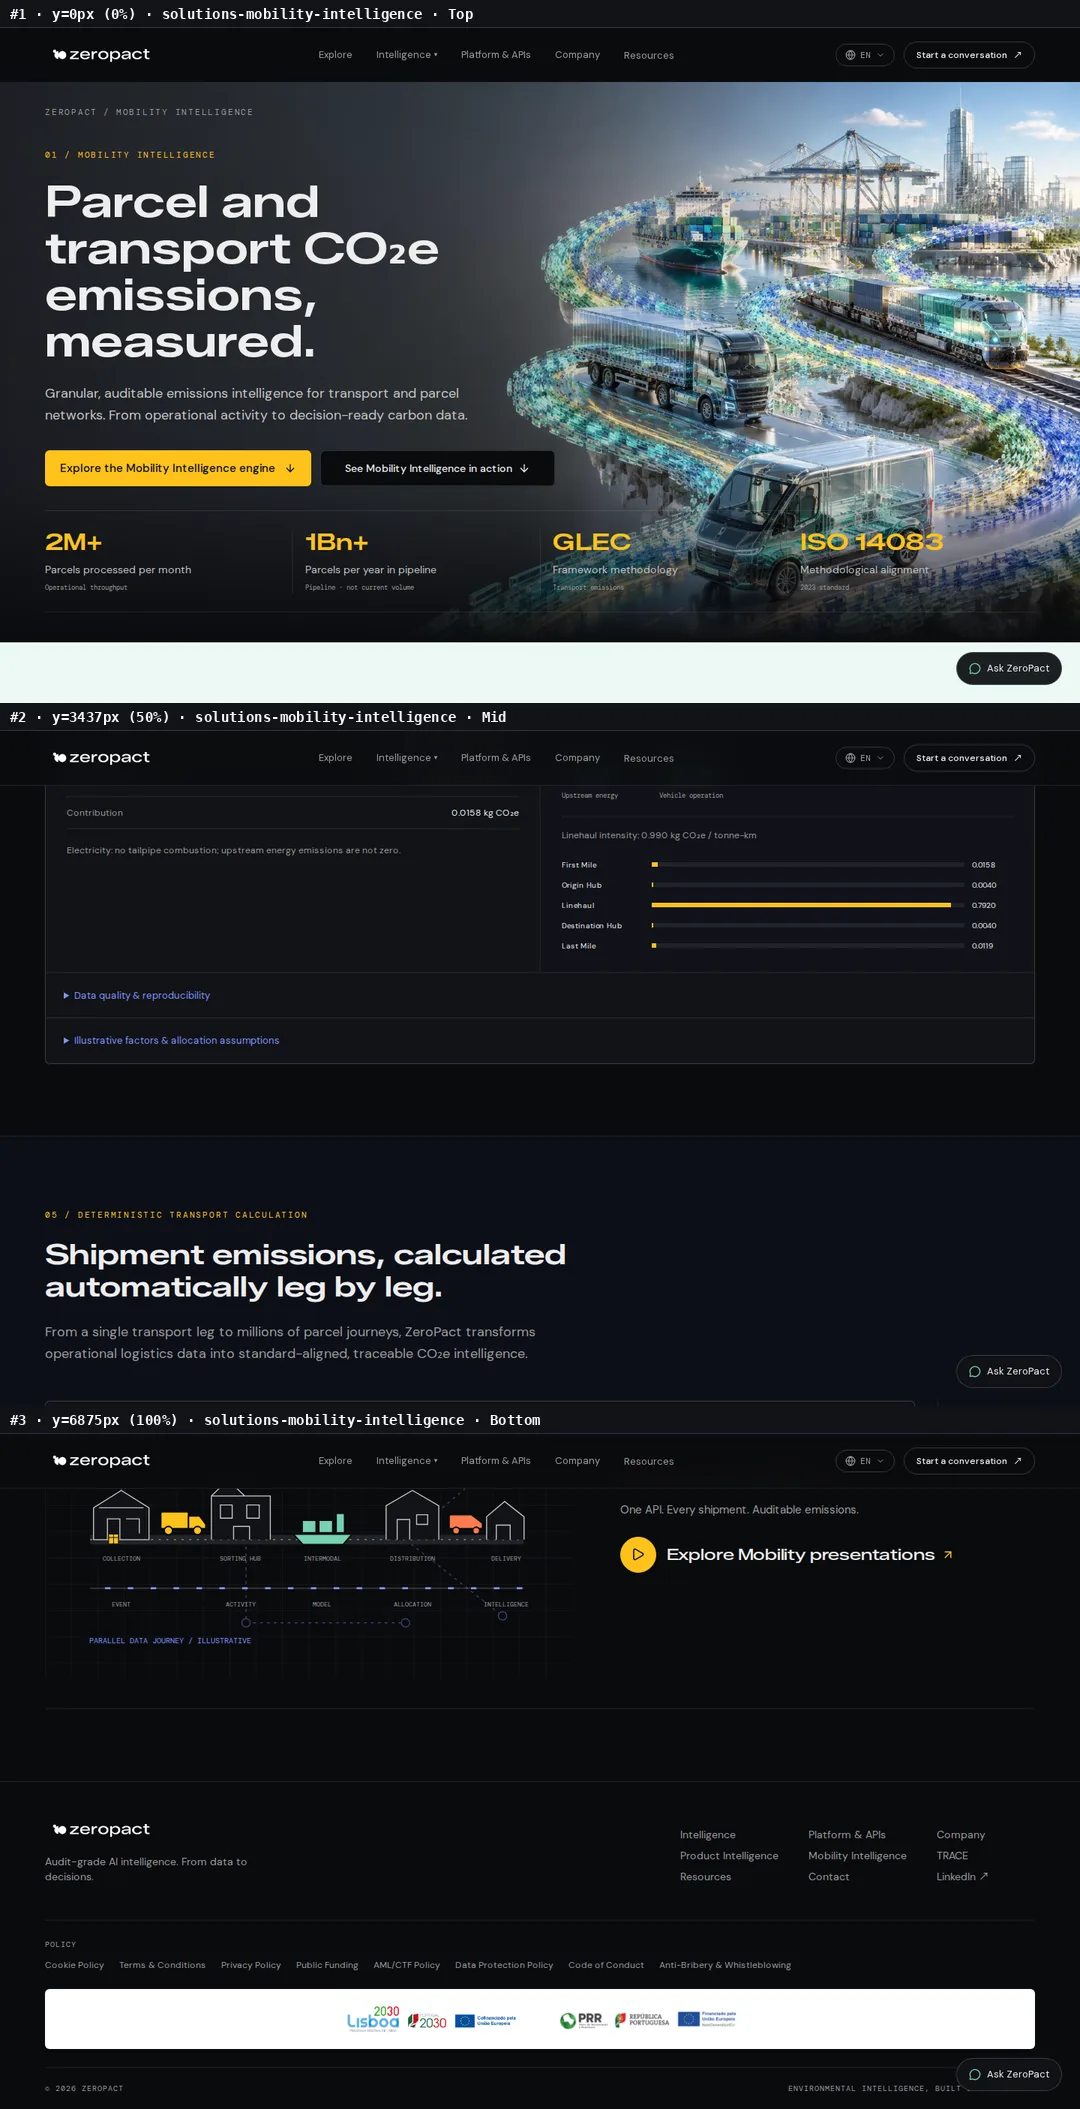 #1 · y=0px (0%) · solutions-mobility-intelligence · Top
zeropact
Explore
Intelligence ▾
Platform & APIs
Company
Resources
EN
Start a conversation ↗
ZEROPACT / MOBILITY INTELLIGENCE
01 / MOBILITY INTELLIGENCE
Parcel and
transport CO₂e
emissions,
measured.
Granular, auditable emissions intelligence for transport and parcel
networks. From operational activity to decision-ready carbon data.
Explore the Mobility Intelligence engine ↓
See Mobility Intelligence in action ↓
2M+
Parcels processed per month
Operational throughput
1Bn+
Parcels per year in pipeline
Pipeline · not current volume
GLEC
Framework methodology
Transport emissions
ISO 14083
Methodological alignment
2023 standard
Ask ZeroPact
#2 · y=3437px (50%) · solutions-mobility-intelligence · Mid
zeropact
Explore
Intelligence ▾
Platform & APIs
Company
Resources
EN
Start a conversation ↗
Contribution
0.0158 kg CO₂e
Electricity: no tailpipe combustion; upstream energy emissions are not zero.
Upstream energy
Vehicle operation
Linehaul intensity: 0.990 kg CO₂e / tonne-km
First Mile 0.0158
Origin Hub 0.0040
Linehaul 0.7920
Destination Hub 0.0040
Last Mile 0.0119
▶ Data quality & reproducibility
▶ Illustrative factors & allocation assumptions
05 / DETERMINISTIC TRANSPORT CALCULATION
Shipment emissions, calculated
automatically leg by leg.
From a single transport leg to millions of parcel journeys, ZeroPact transforms
operational logistics data into standard-aligned, traceable CO₂e intelligence.
Ask ZeroPact
#3 · y=6875px (100%) · solutions-mobility-intelligence · Bottom
zeropact
Explore
Intelligence ▾
Platform & APIs
Company
Resources
EN
Start a conversation ↗
COLLECTION
SORTING HUB
INTERMODAL
DISTRIBUTION
DELIVERY
EVENT
ACTIVITY
MODEL
ALLOCATION
INTELLIGENCE
PARALLEL DATA JOURNEY / ILLUSTRATIVE
One API. Every shipment. Auditable emissions.
Explore Mobility presentations ↗
zeropact
Audit-grade AI intelligence. From data to
decisions.
Intelligence
Platform & APIs
Company
Product Intelligence
Mobility Intelligence
TRACE
Resources
Contact
LinkedIn ↗
POLICY
Cookie Policy
Terms & Conditions
Privacy Policy
Public Funding
AML/CTF Policy
Data Protection Policy
Code of Conduct
Anti-Bribery & Whistleblowing
Lisboa 2030
2030
Cofinanciado pela
União Europeia
PRR
REPÚBLICA
PORTUGUESA
Financiado pela
União Europeia
© 2026 ZEROPACT
ENVIRONMENTAL INTELLIGENCE, BUILT
Ask ZeroPact